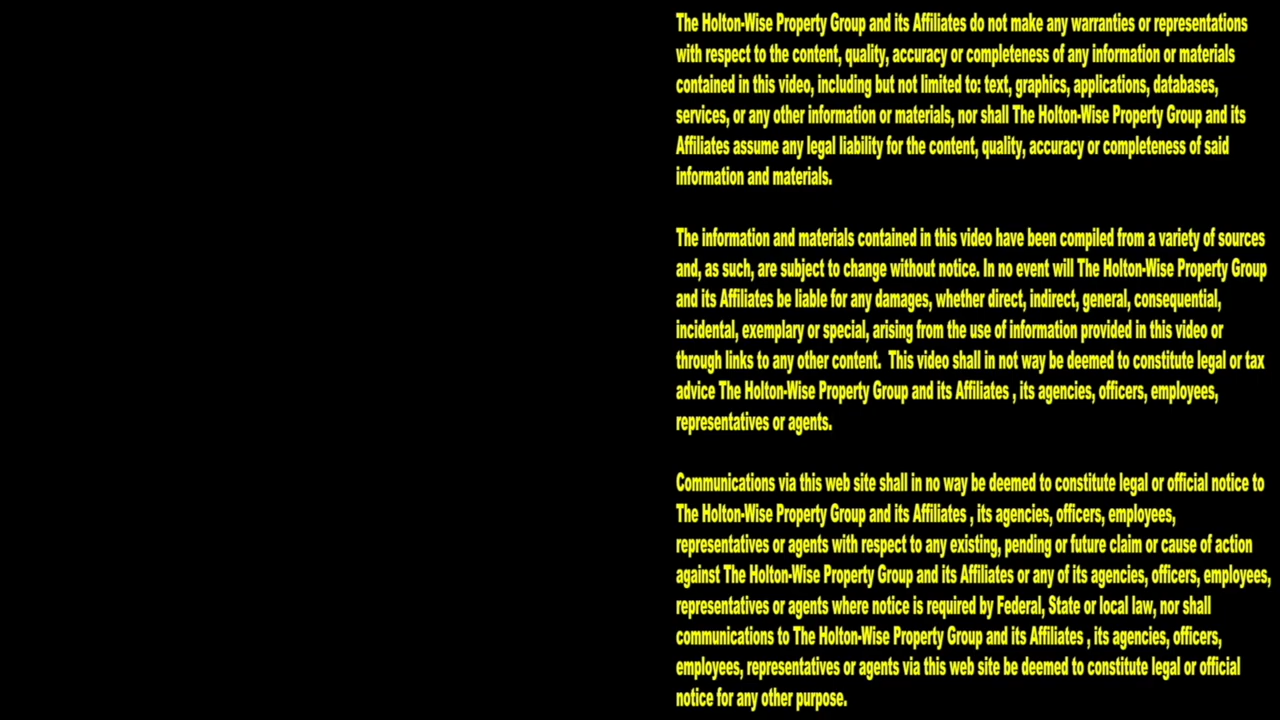 The Holton-Wise Property Group and its Affiliates do not make any warranties or representations
with respect to the content, quality, accuracy or completeness of any information or materials
contained in this video, including but not limited to: text, graphics, applications, databases,
services, or any other information or materials, nor shall The Holton-Wise Property Group and its
Affiliates assume any legal liability for the content, quality, accuracy or completeness of said
information and materials.
The information and materials contained in this video have been compiled from a variety of sources
and, as such, are subject to change without notice. In no event will The Holton-Wise Property Group
and its Affiliates be liable for any damages, whether direct, indirect, general, consequential,
incidental, exemplary or special, arising from the use of information provided in this video or
through links to any other content.  This video shall in not way be deemed to constitute legal or tax
advice The Holton-Wise Property Group and its Affiliates , its agencies, officers, employees,
representatives or agents.
Communications via this web site shall in no way be deemed to constitute legal or official notice to
The Holton-Wise Property Group and its Affiliates , its agencies, officers, employees,
representatives or agents with respect to any existing, pending or future claim or cause of action
against The Holton-Wise Property Group and its Affiliates or any of its agencies, officers, employees,
representatives or agents where notice is required by Federal, State or local law, nor shall
communications to The Holton-Wise Property Group and its Affiliates , its agencies, officers,
employees, representatives or agents via this web site be deemed to constitute legal or official
notice for any other purpose.